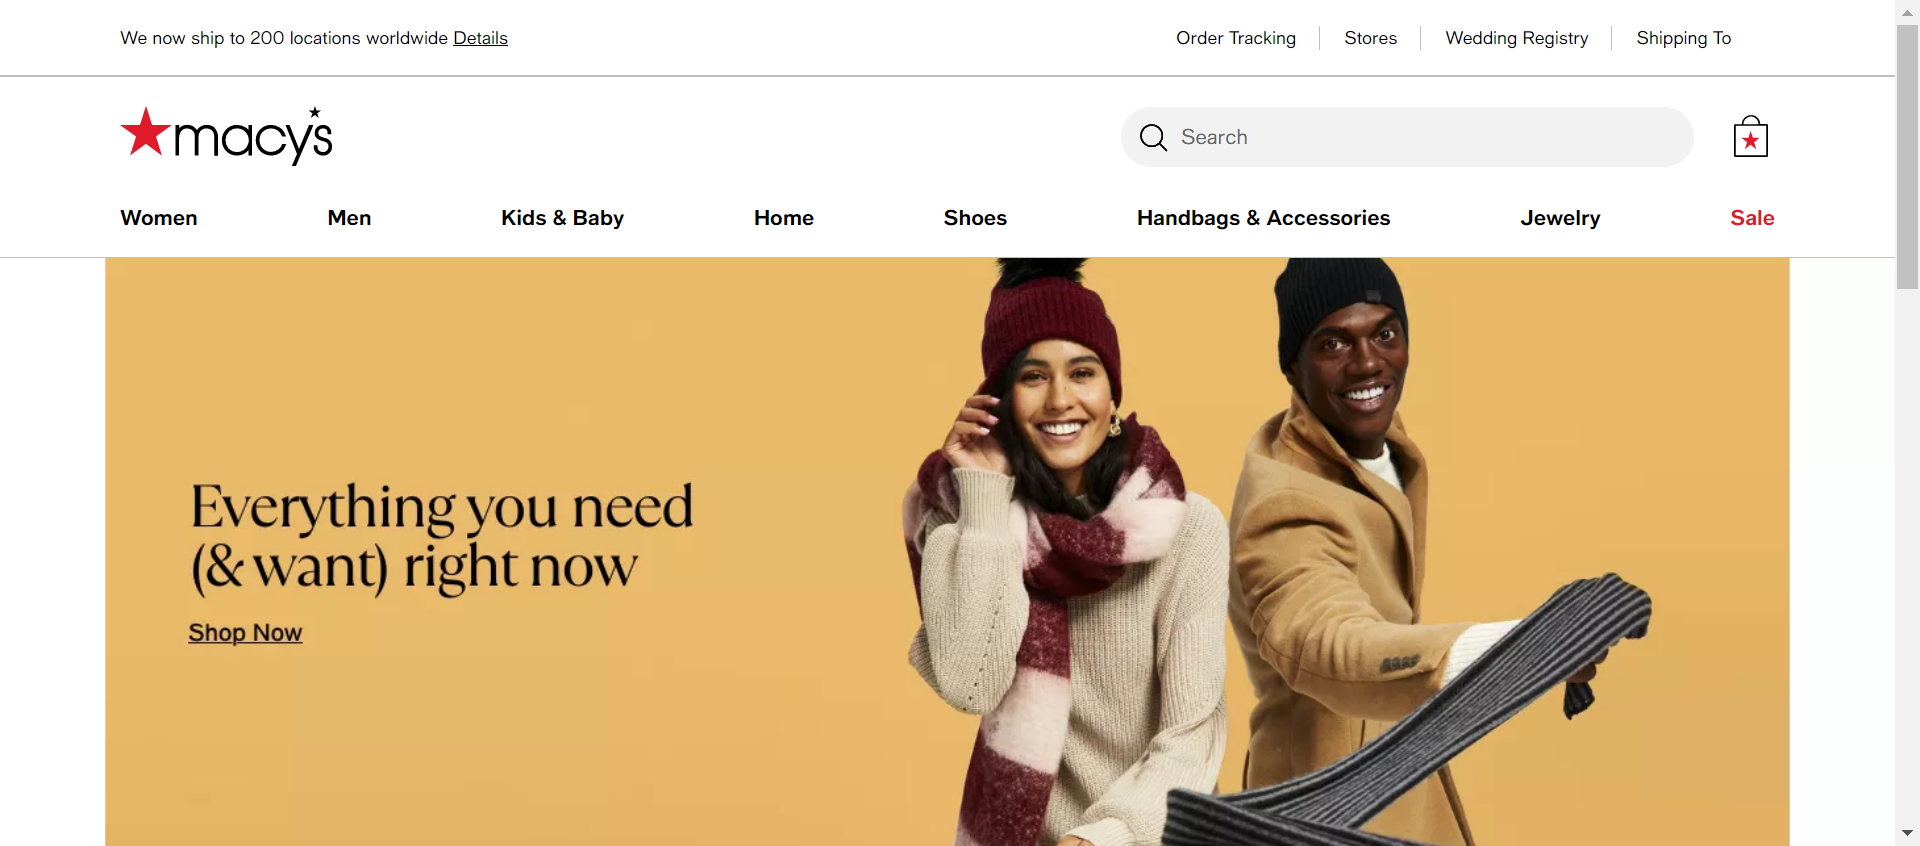 We now ship to 200 locations worldwide Details
Order Tracking
Stores
Wedding Registry
Shipping To
macy's
Search
Women
Men
Kids & Baby
Home
Shoes
Handbags & Accessories
Jewelry
Sale
Everything you need
(& want) right now
Shop Now